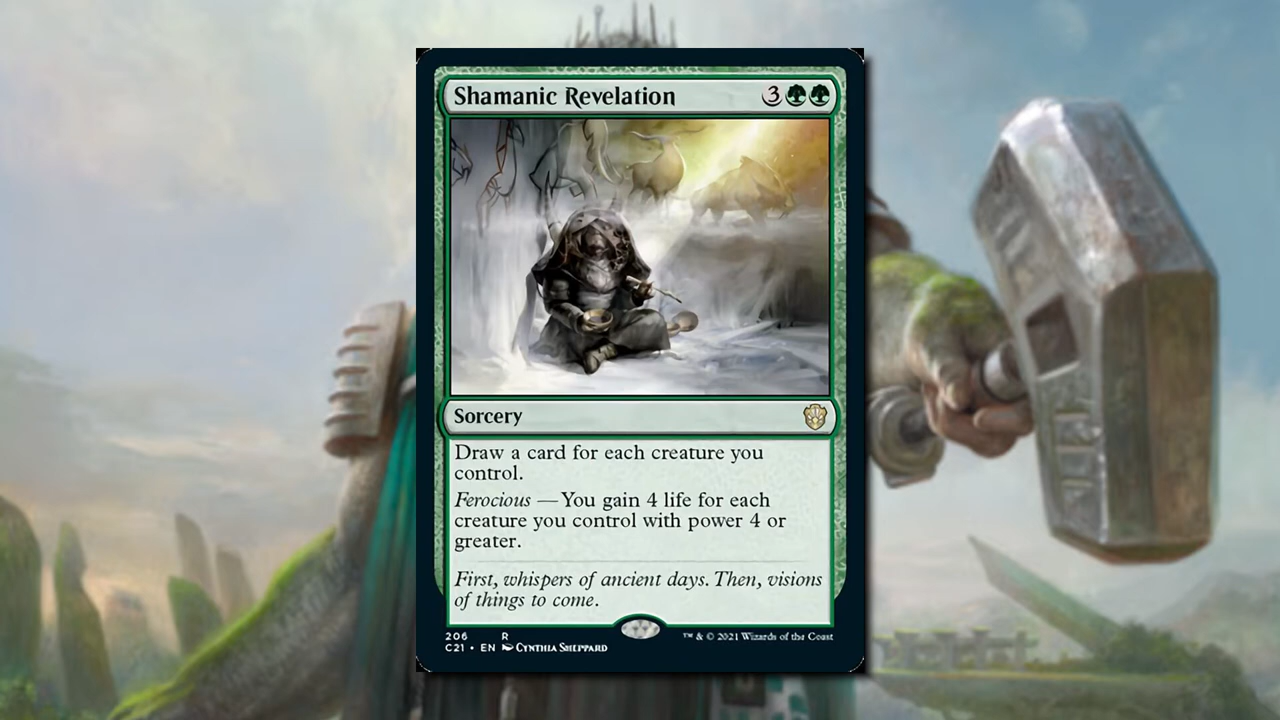 Shamanic Revelation 3
Sorcery
Draw a card for each creature you
control.
Ferocious — You gain 4 life for each
creature you control with power 4 or
greater.
First, whispers of ancient days. Then, visions
of things to come.
206 R ™ & © 2021 Wizards of the Coast
C21 • EN Cynthia Sheppard